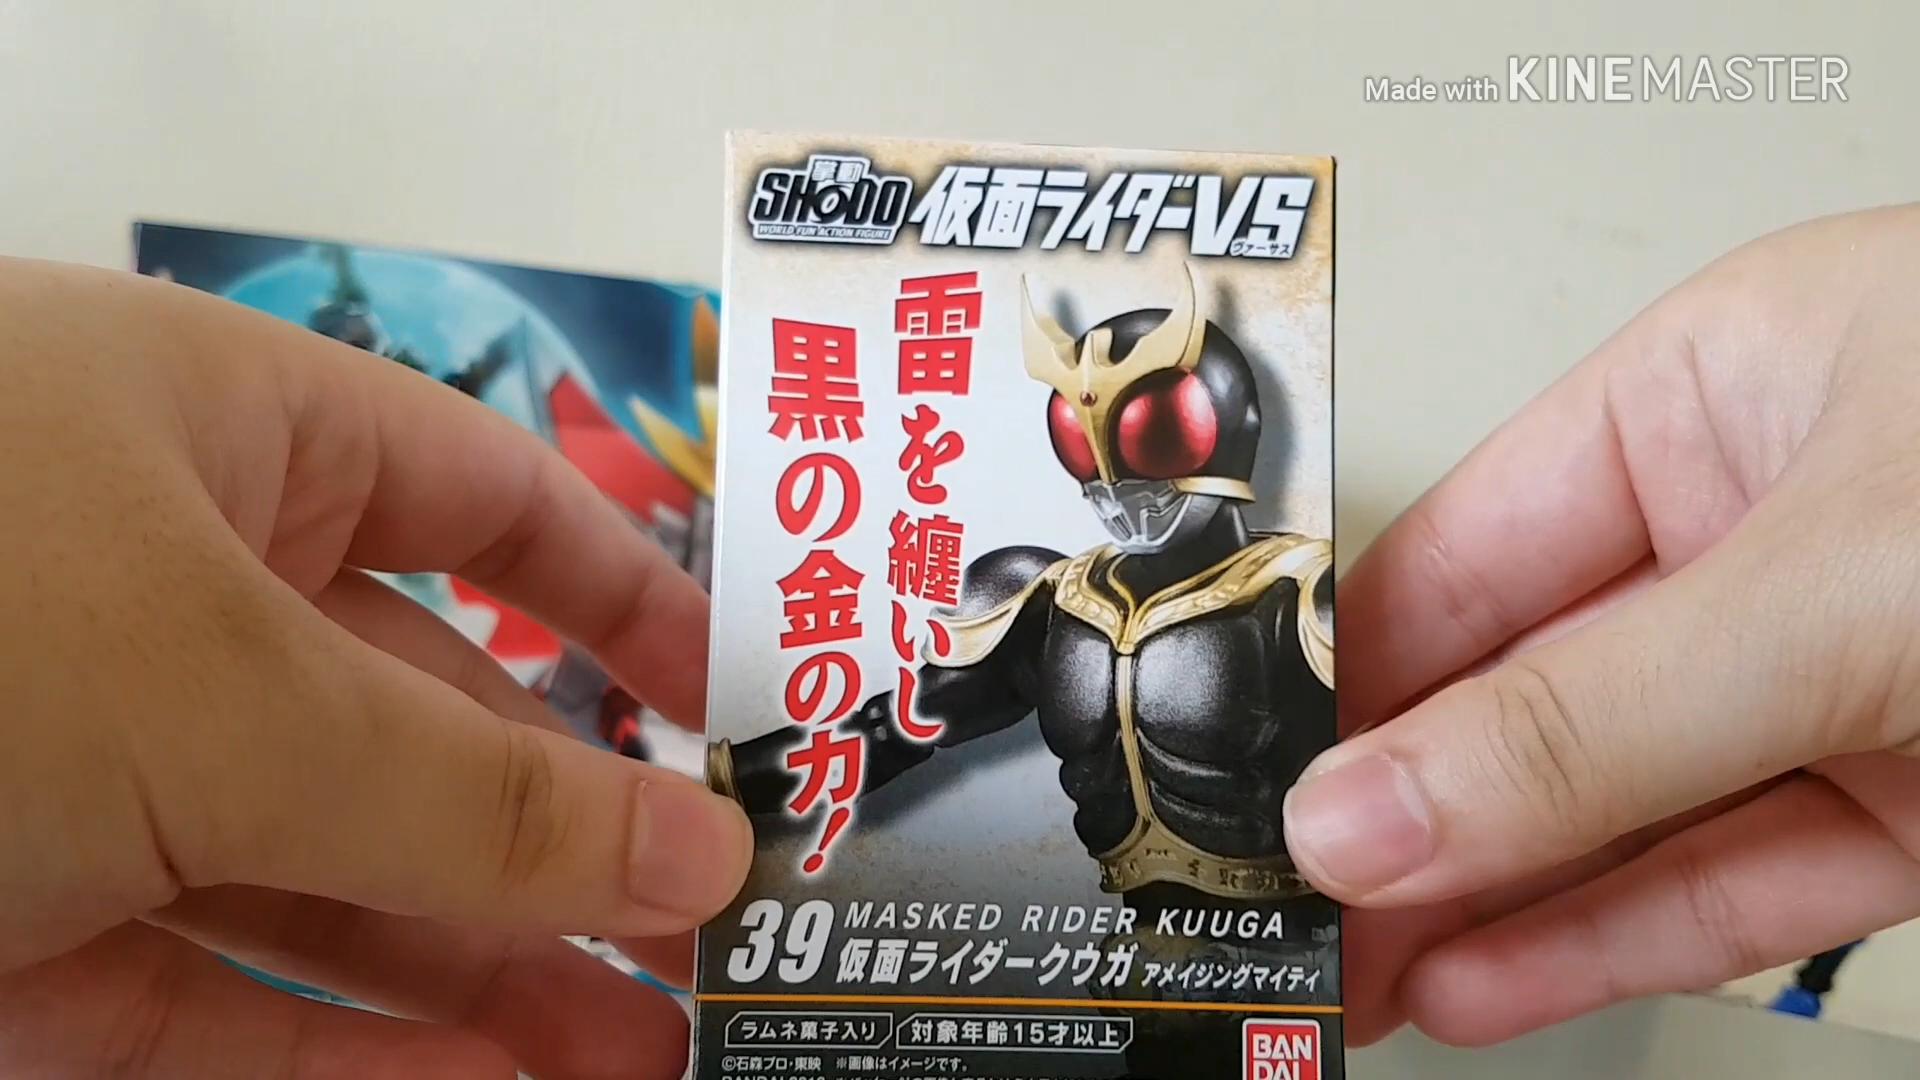 Made with KINEMASTER
掌動
SHODO
WORLD FUN ACTION FIGURE
仮面ライダーVS
ヴァーサス
雷を纏いし
黒の金の力!
39
MASKED RIDER KUUGA
仮面ライダークウガ アメイジングマイティ
ラムネ菓子入り
対象年齢15才以上
©石森プロ・東映 ※画像はイメージです。
BAN
DAI